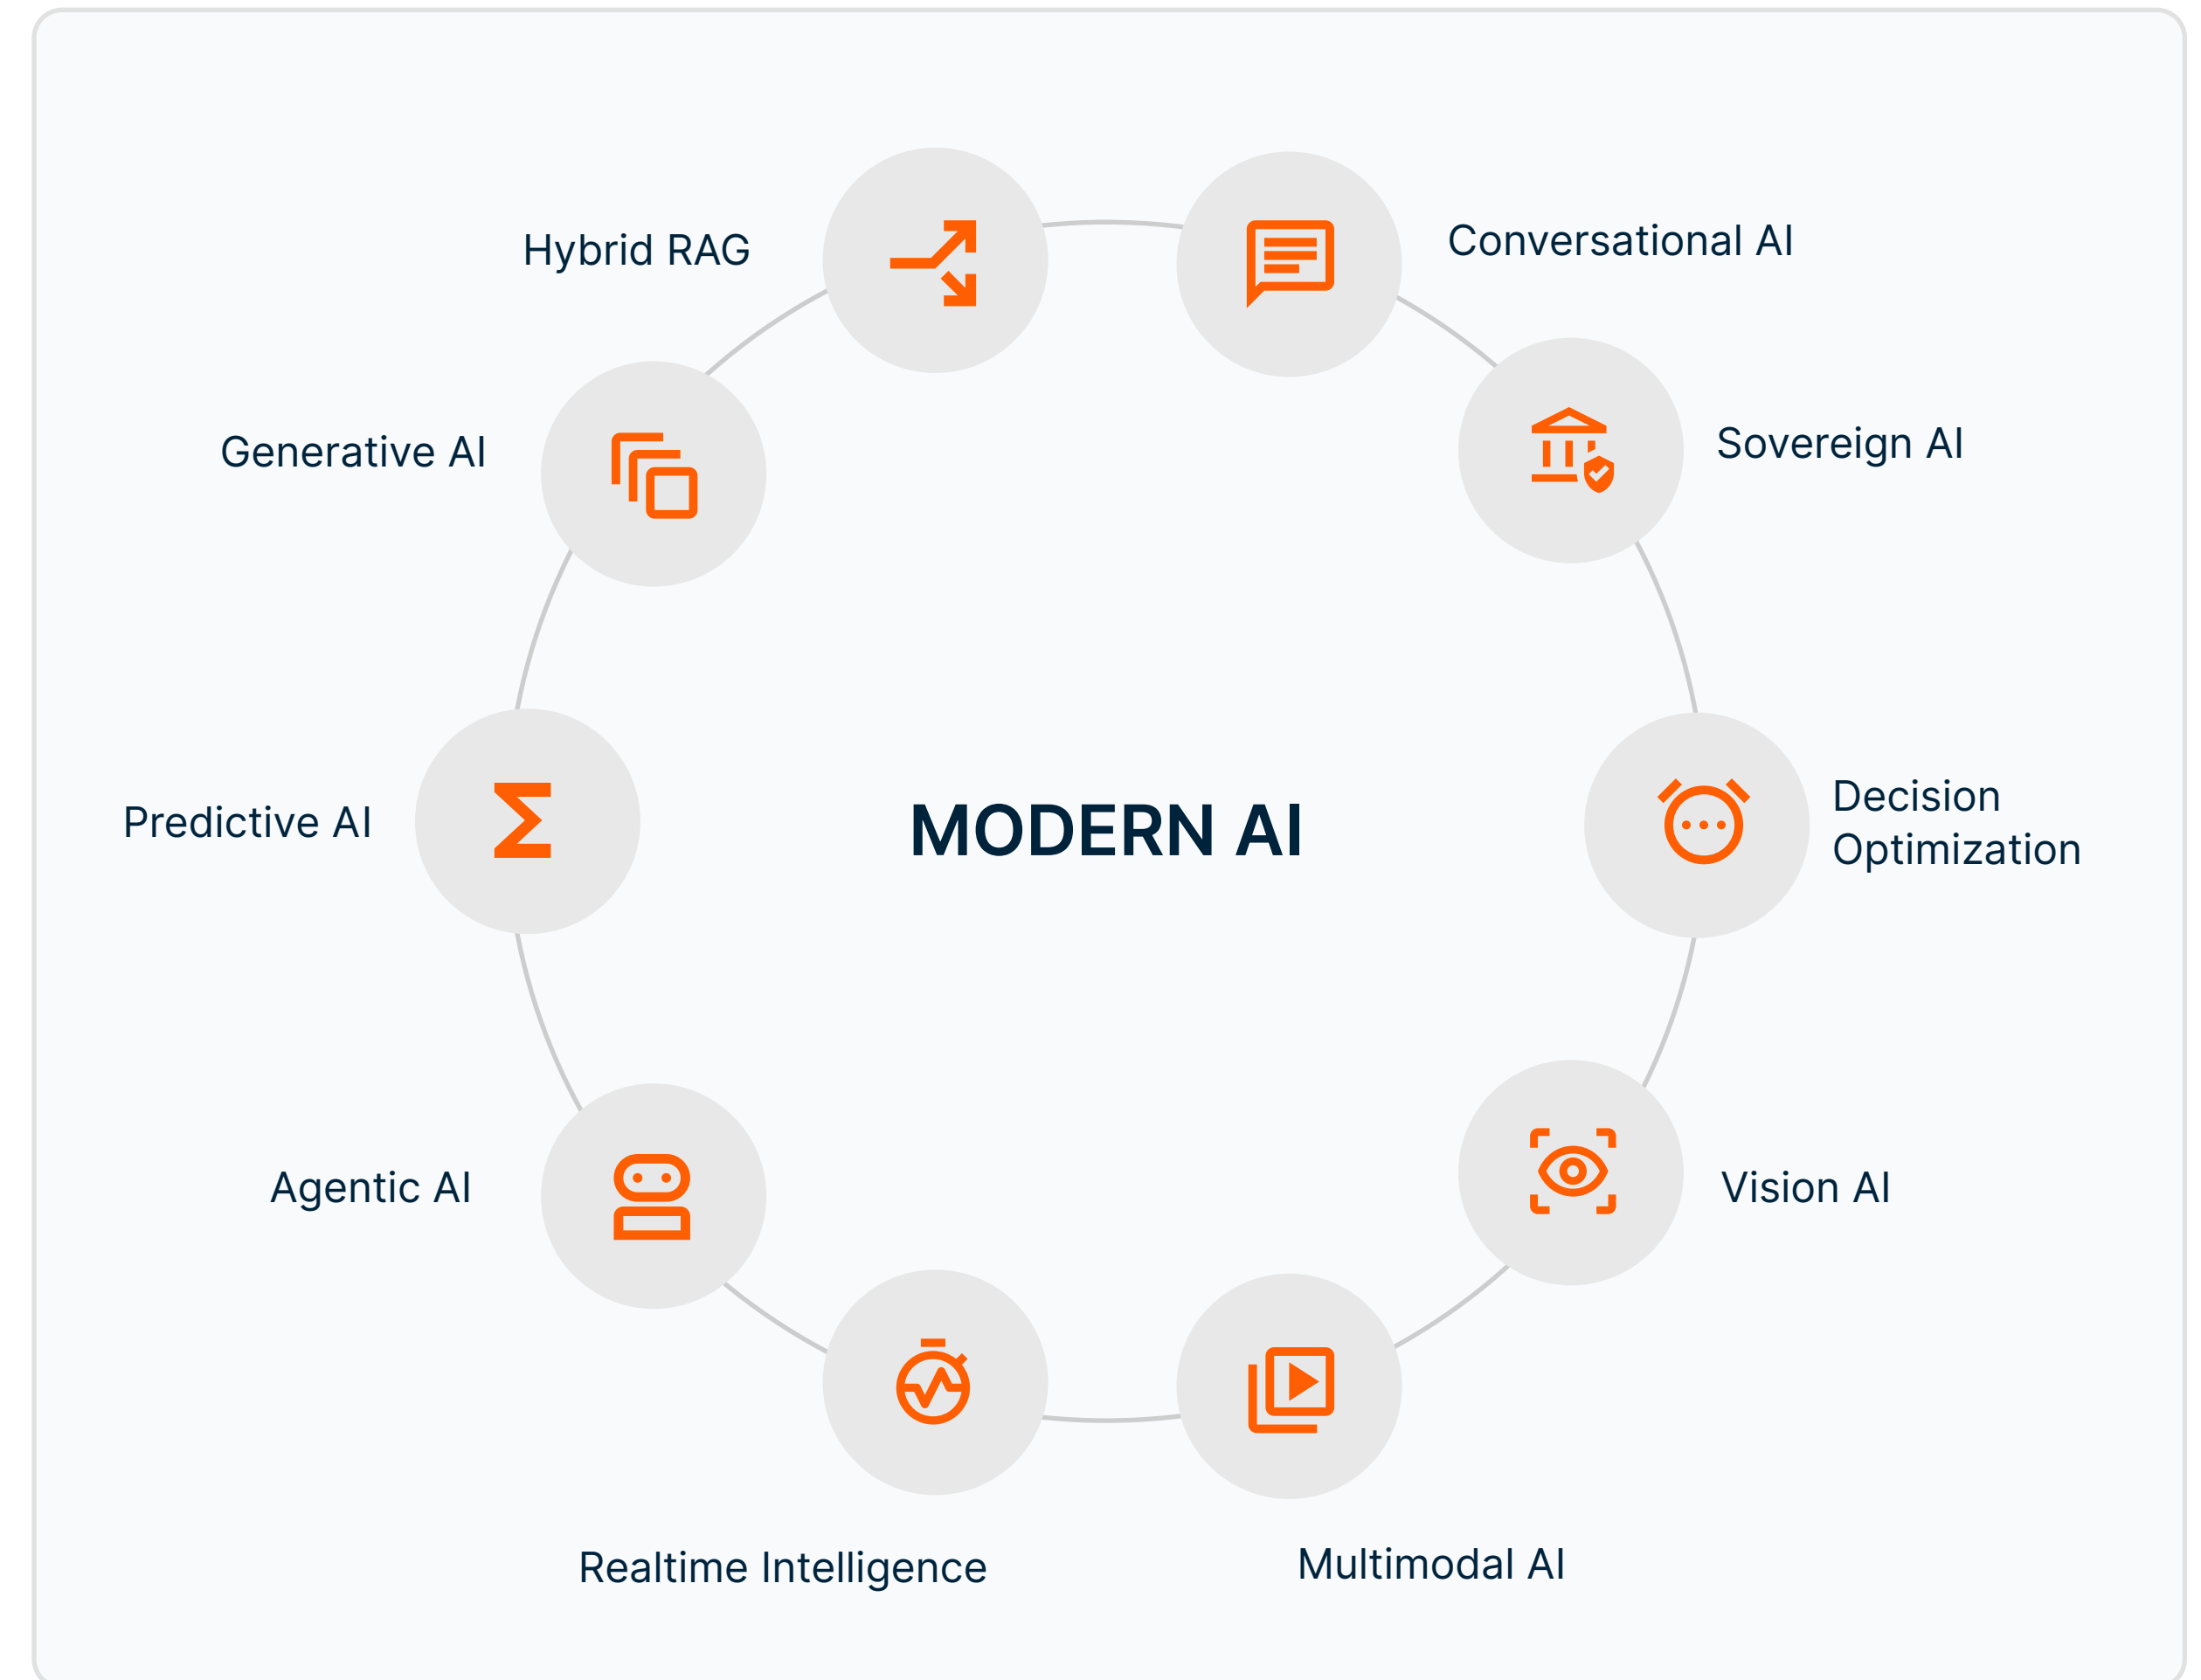 Hybrid RAG
Conversational AI
Generative AI
Sovereign AI
Predictive AI
MODERN AI
Decision
Optimization
Agentic AI
Vision AI
Realtime Intelligence
Multimodal AI